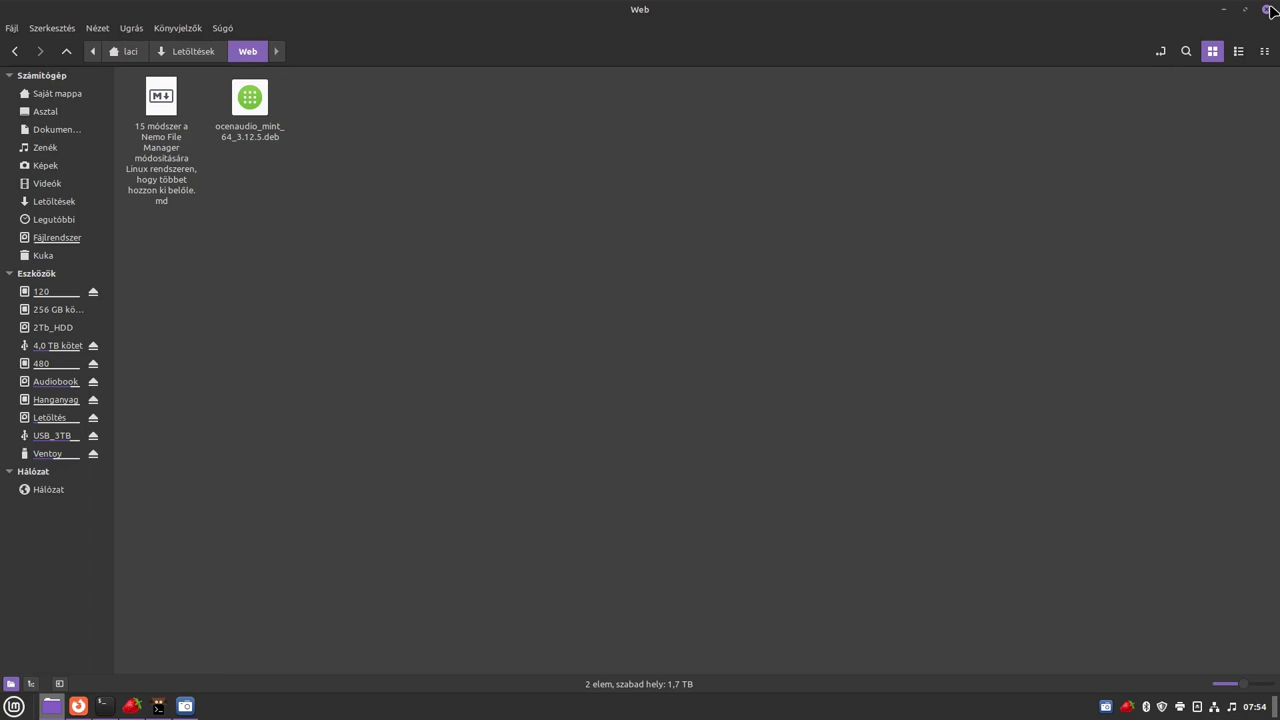 Web
Fájl Szerkesztés Nézet Ugrás Könyvjelzők Súgó
laci Letöltések Web
Számítógép
Saját mappa
Asztal
Dokumen...
Zenék
Képek
Videók
Letöltések
Legutóbbi
Fájlrendszer
Kuka
Eszközök
120
256 GB kö...
2Tb_HDD
4,0 TB kötet
480
Audiobook
Hanganyag
Letöltés
USB_3TB
Ventoy
Hálózat
Hálózat
15 módszer a
Nemo File
Manager
módosítására
Linux rendszeren,
hogy többet
hozzon ki belőle.
md
ocenaudio_mint_
64_3.12.5.deb
2 elem, szabad hely: 1,7 TB
07:54